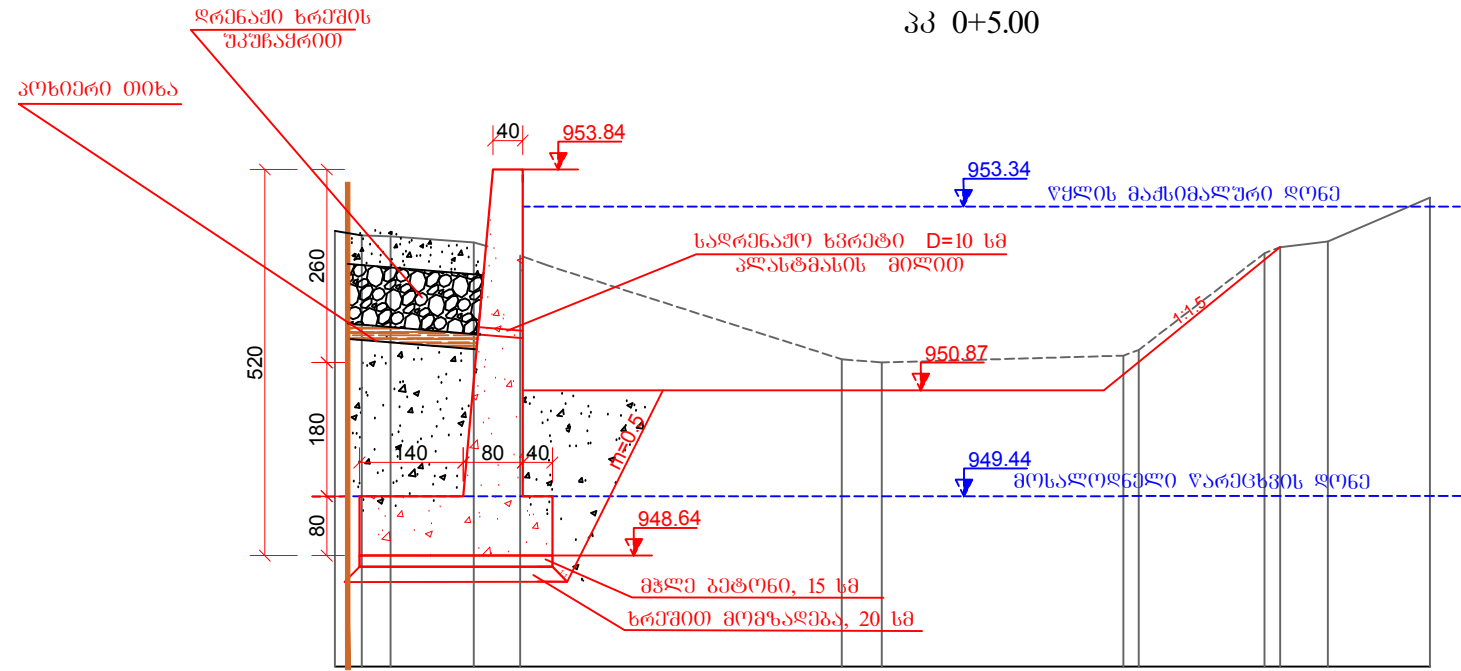 პკ 0+5.00
დრენაჟი ხრეშის
უკუჩაყრით
პოხიერი თიხა
40
953.84
953.34
წყლის მაქსიმალური დონე
სადრენაჟო ხვრეტი D=10 სმ
პლასტმასის მილით
260
1:1.5
520
950.87
180
140
80
40
m=0.5
949.44
მოსალოდნელი წარეცხვის დონე
80
948.64
მჭლე ბეტონი, 15 სმ
ხრეშით მომზადება, 20 სმ